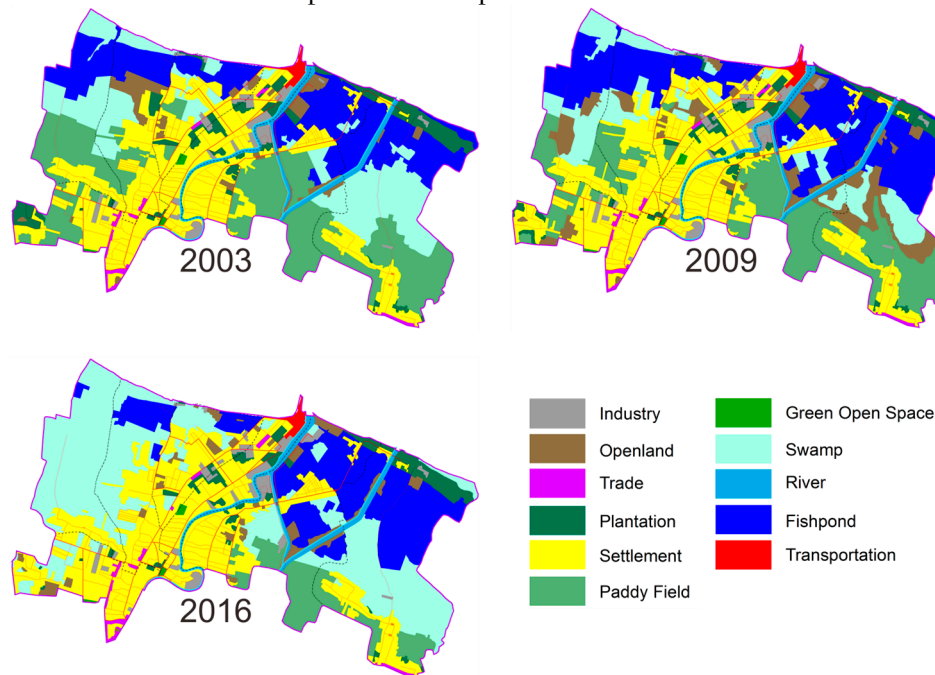 2003
2009
2016
Industry
Openland
Trade
Plantation
Settlement
Paddy Field
Green Open Space
Swamp
River
Fishpond
Transportation